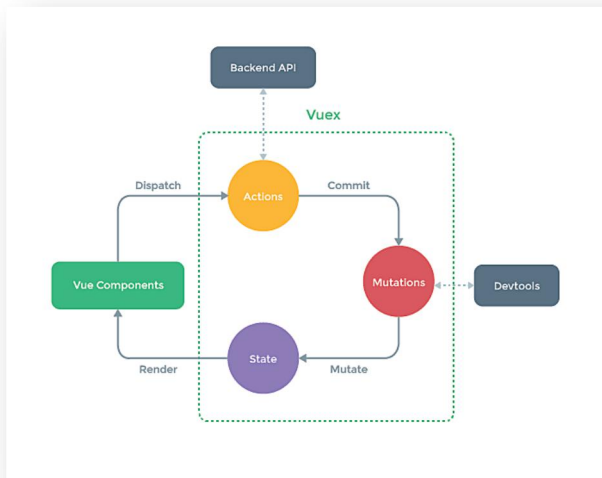 Backend API
Vuex
Dispatch
Commit
Actions
Vue Components
Mutations
Devtools
State
Render
Mutate